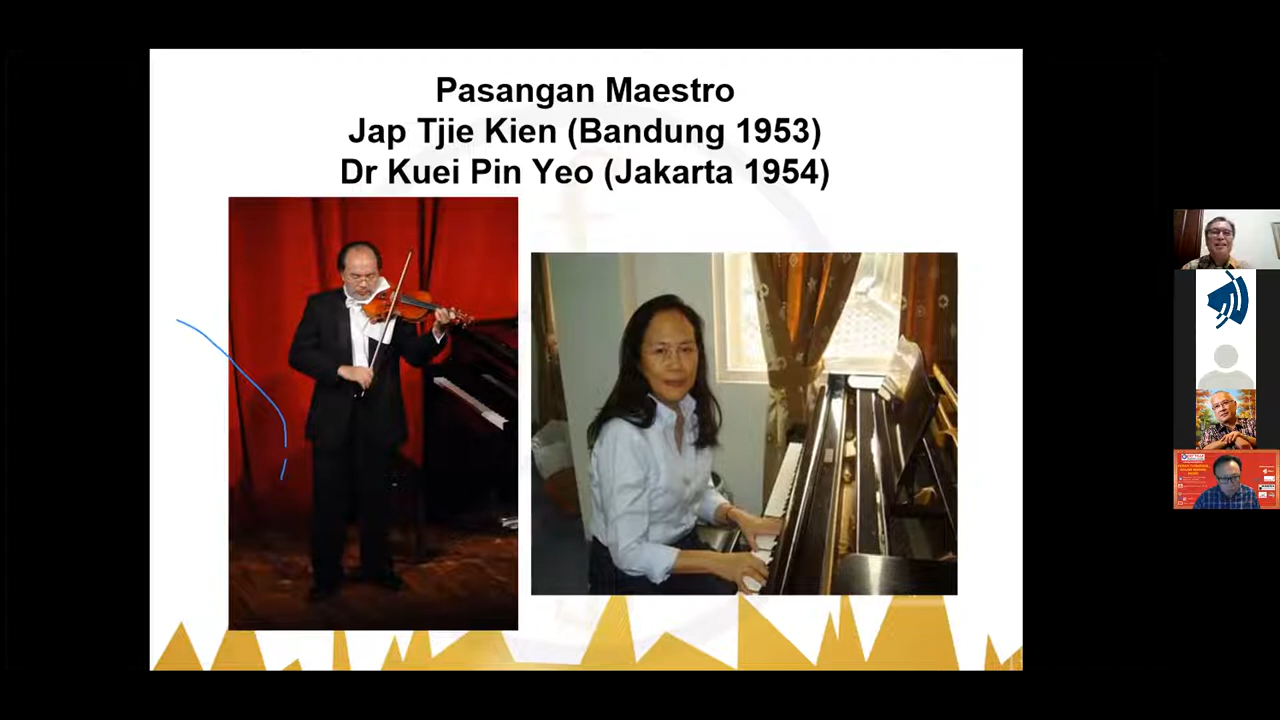 Pasangan Maestro
Jap Tjie Kien (Bandung 1953)
Dr Kuei Pin Yeo (Jakarta 1954)